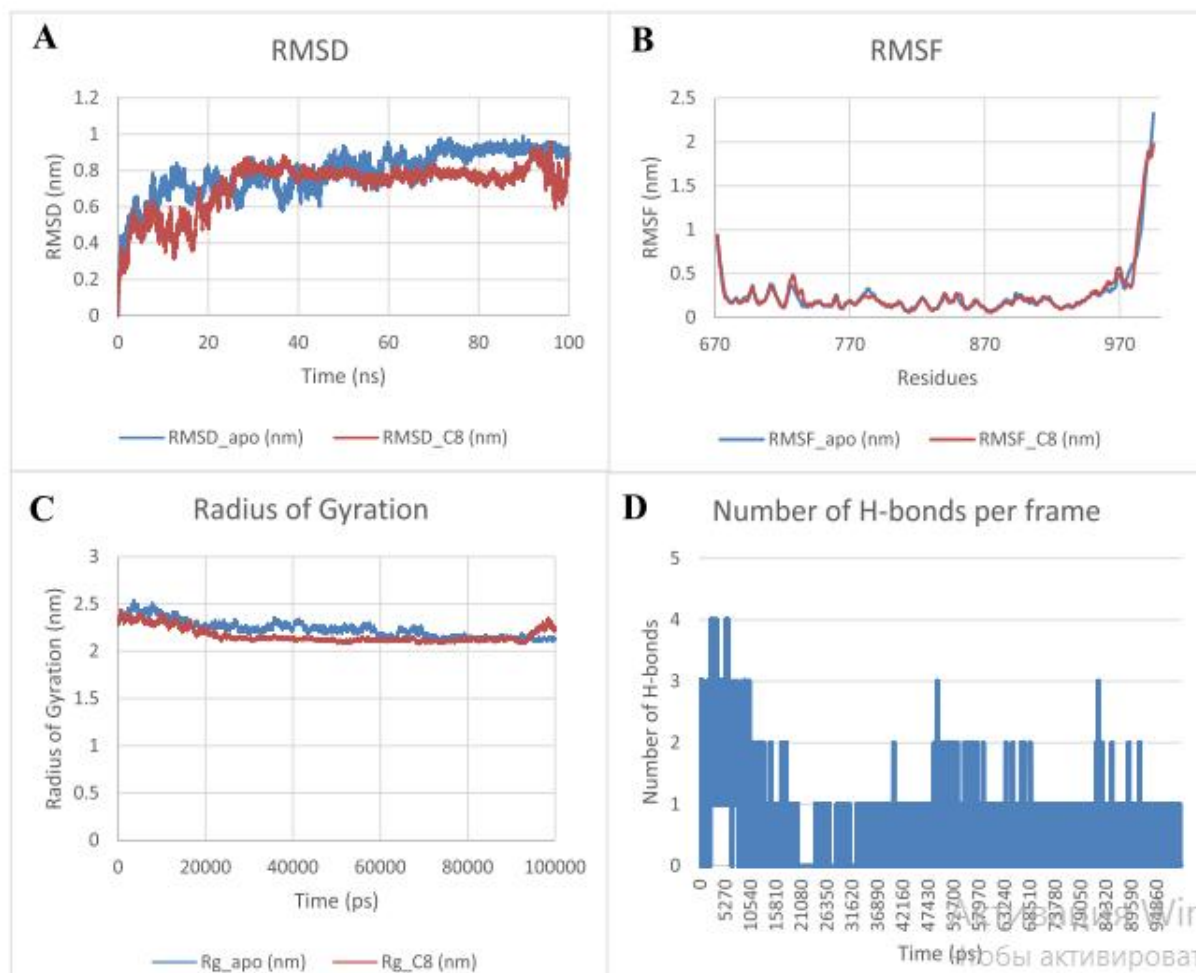 A
RMSD
1.2
1
0.8
0.6
0.4
0.2
0
RMSD (nm)
0 20 40 60 80 100
Time (ns)
RMSD_apo (nm) RMSD_C8 (nm)
B
RMSF
2.5
2
1.5
1
0.5
0
RMSF (nm)
670 770 870 970
Residues
RMSF_apo (nm) RMSF_C8 (nm)
C
Radius of Gyration
3
2.5
2
1.5
1
0.5
0
Radius of Gyration (nm)
0 20000 40000 60000 80000 100000
Time (ps)
Rg_apo (nm) Rg_C8 (nm)
D
Number of H-bonds per frame
5
4
3
2
1
0
Number of H-bonds
0 5270 10540 15810 21080 26350 31620 36890 42160 47430 52700 57970 63240 68510 73780 79050 84320 89590 94860
Time (ps)
Активация Win
Чтобы активироват